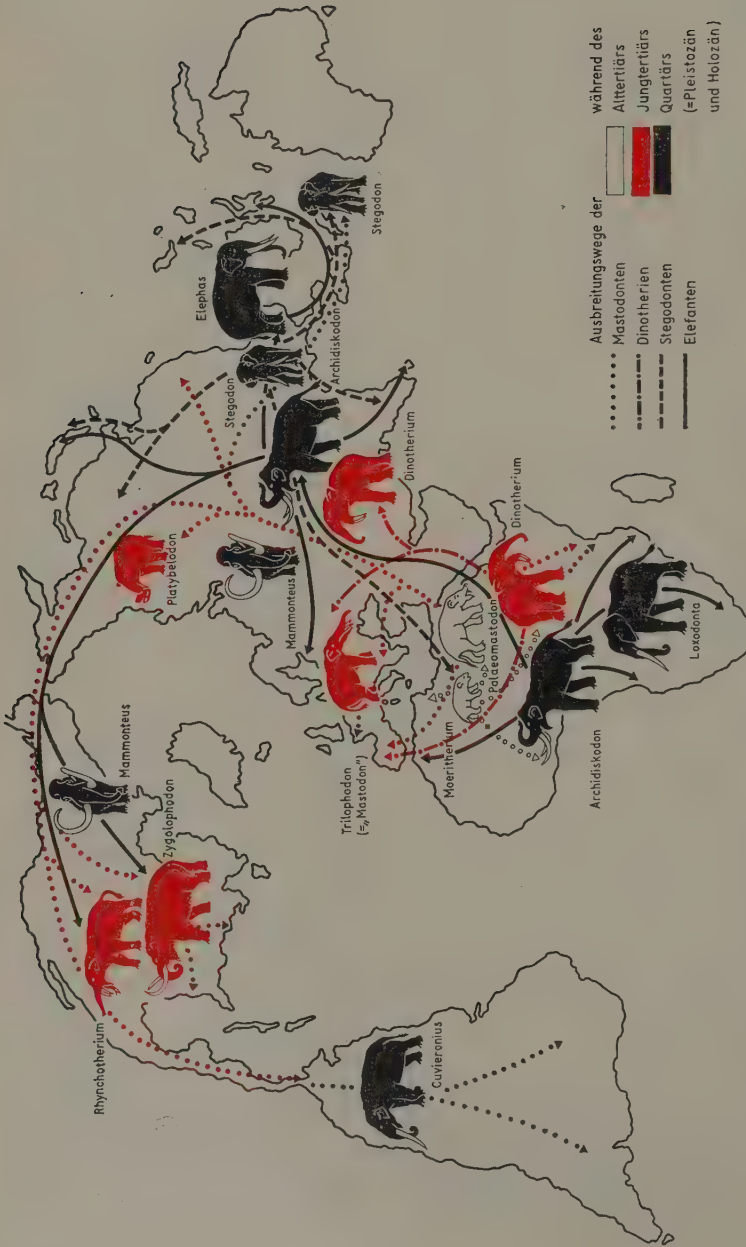 Rhynchotherium
Zygolophodon
Mammonteus
Cuvieronius
Platybelodon
Mammonteus
Trilophodon
(=„Mastodon")
Moeritherium
Palaeomastodon
Archidiskodon
Loxodonta
Dinotherium
Dinotherium
Archidiskodon
Stegodon
Elephas
Stegodon
Ausbreitungswege der
Mastodonten
Dinotherien
Stegodonten
Elefanten
während des
Alttertiärs
Jungtertiärs
Quartärs
(=Pleistozän
und Holozän)